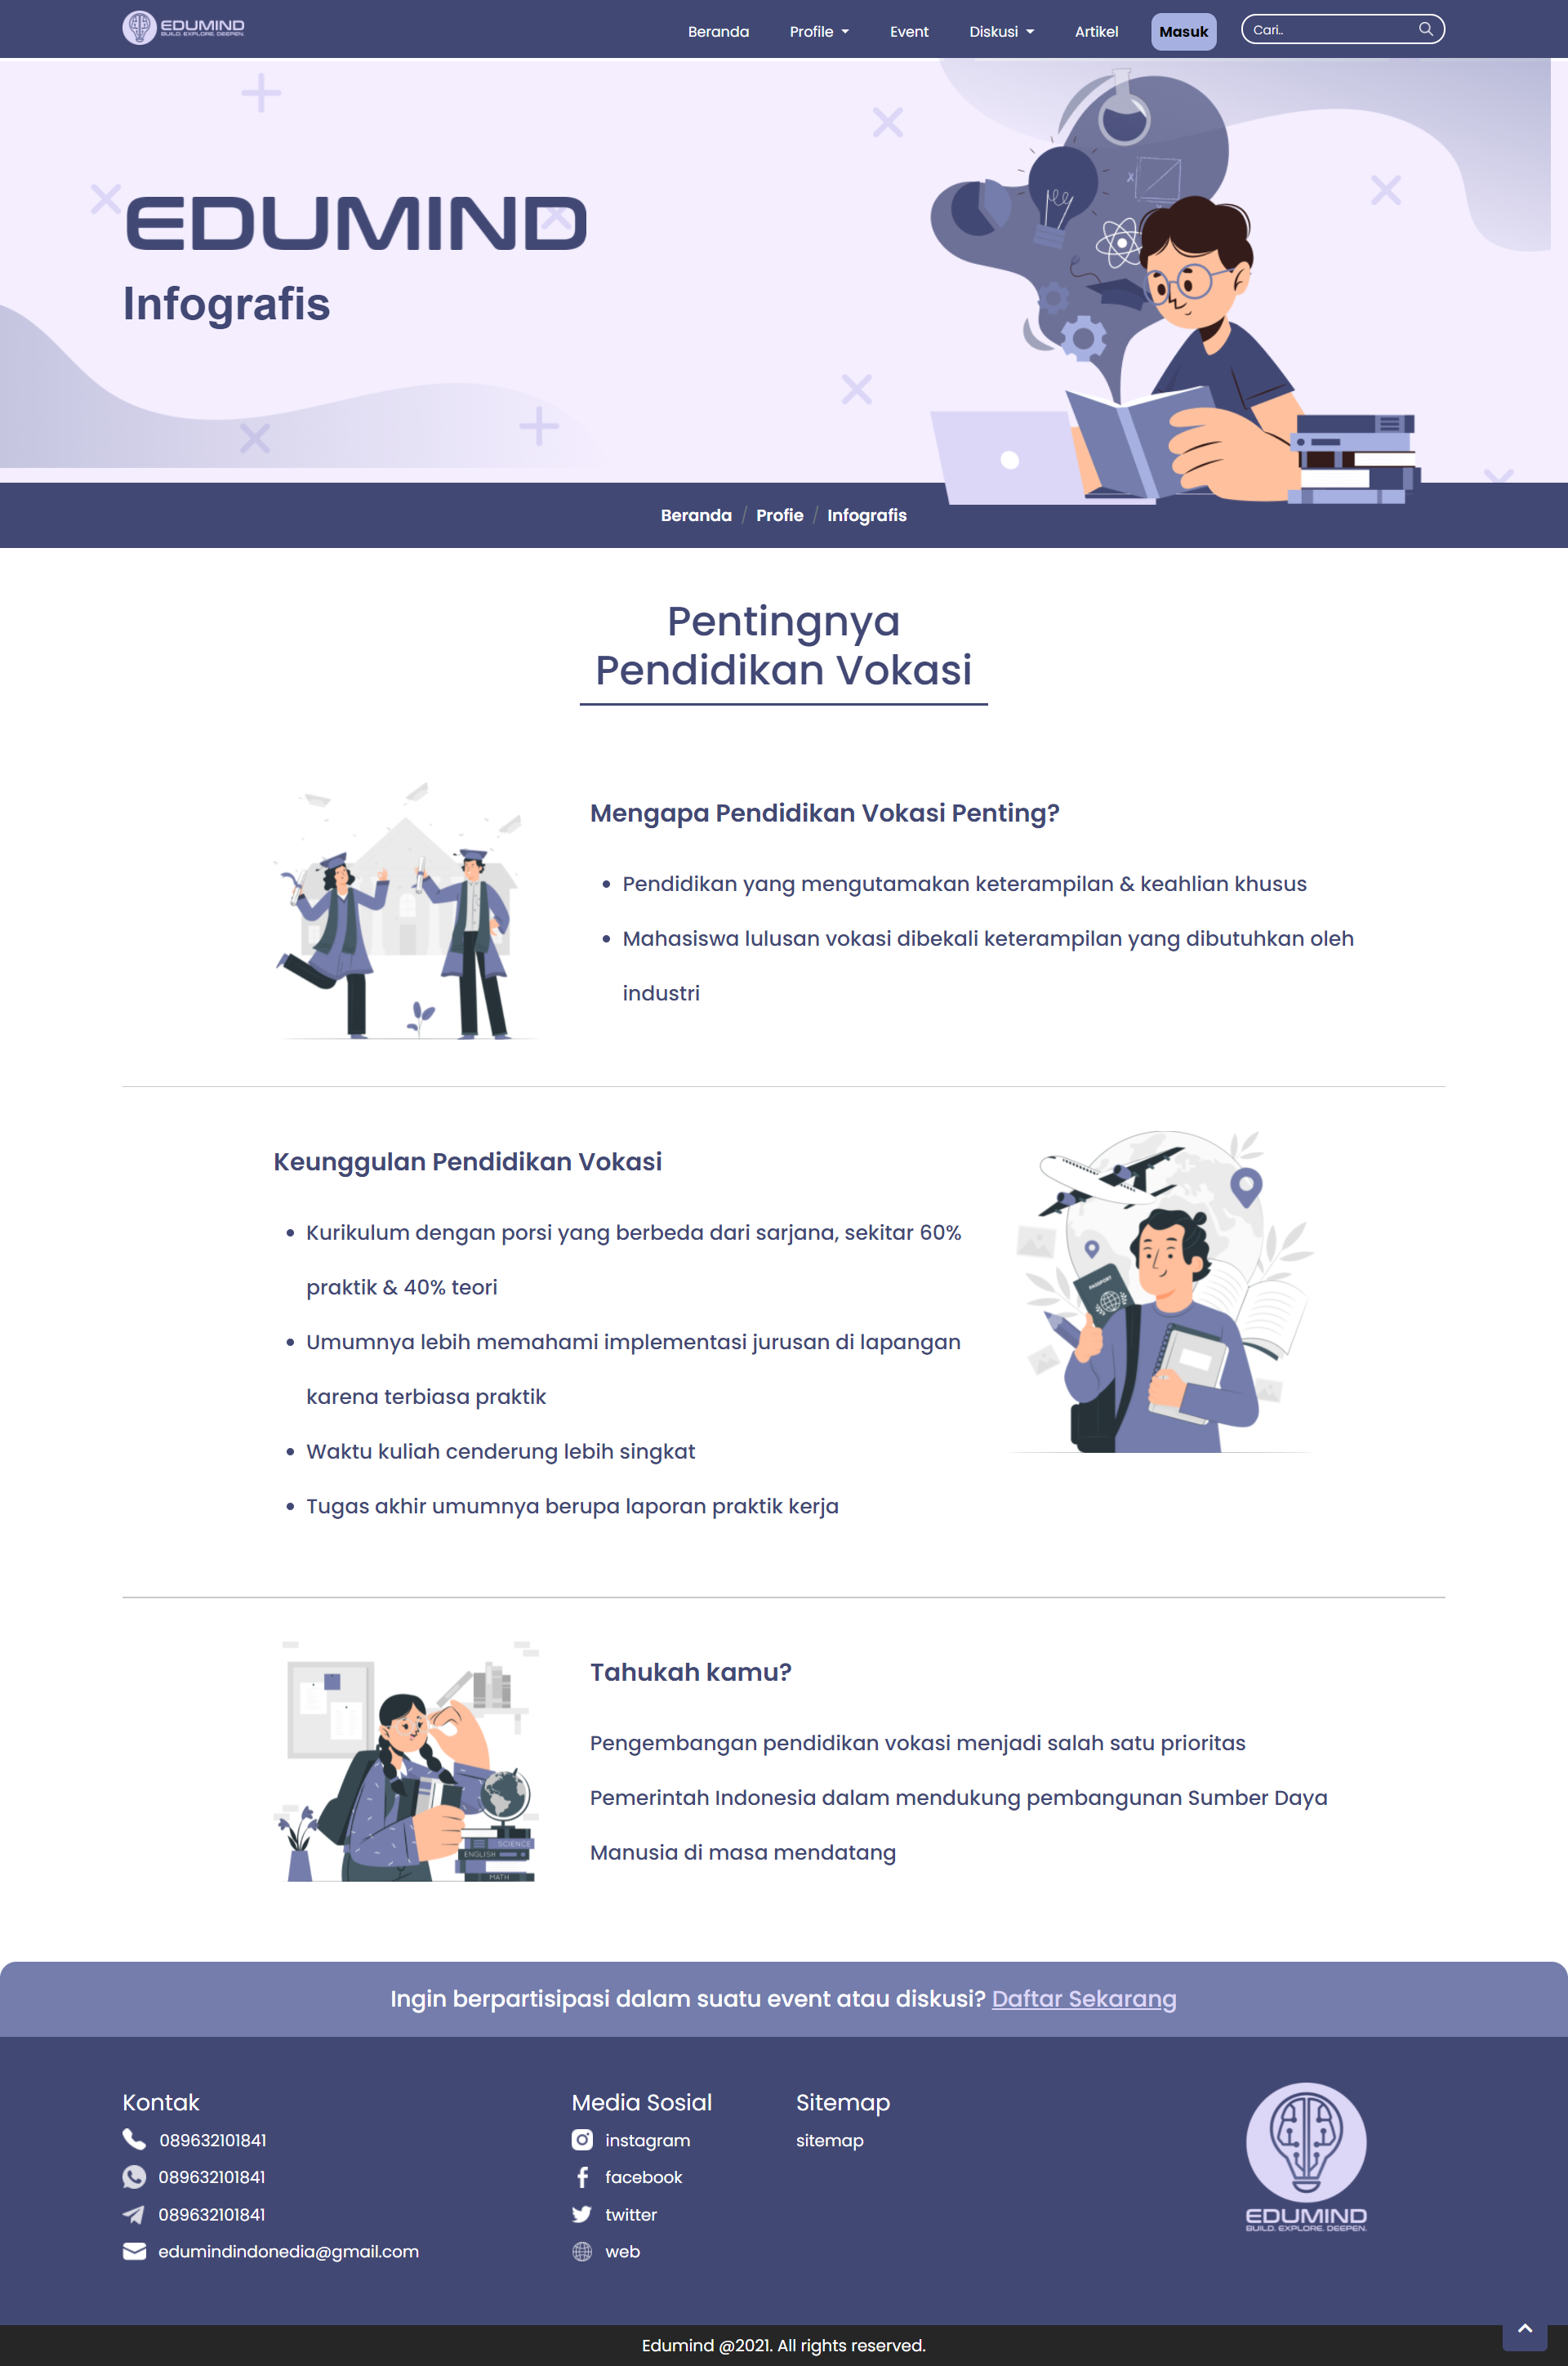 EDUMIND
BUILD. EXPLORE. DEEPEN.
Beranda
Profile
Event
Diskusi
Artikel
Masuk
Cari..
EDUMIND
Infografis
Beranda / Profie / Infografis
Pentingnya
Pendidikan Vokasi
Mengapa Pendidikan Vokasi Penting?
Pendidikan yang mengutamakan keterampilan & keahlian khusus
Mahasiswa lulusan vokasi dibekali keterampilan yang dibutuhkan oleh
industri
Keunggulan Pendidikan Vokasi
Kurikulum dengan porsi yang berbeda dari sarjana, sekitar 60%
praktik & 40% teori
Umumnya lebih memahami implementasi jurusan di lapangan
karena terbiasa praktik
Waktu kuliah cenderung lebih singkat
Tugas akhir umumnya berupa laporan praktik kerja
PASSPORT
Tahukah kamu?
Pengembangan pendidikan vokasi menjadi salah satu prioritas
Pemerintah Indonesia dalam mendukung pembangunan Sumber Daya
Manusia di masa mendatang
SCIENCE
ENGLISH
MATH
Ingin berpartisipasi dalam suatu event atau diskusi? Daftar Sekarang
Kontak
089632101841
089632101841
089632101841
edumindindonedia@gmail.com
Media Sosial
instagram
facebook
twitter
web
Sitemap
sitemap
EDUMIND
BUILD. EXPLORE. DEEPEN.
Edumind @2021. All rights reserved.